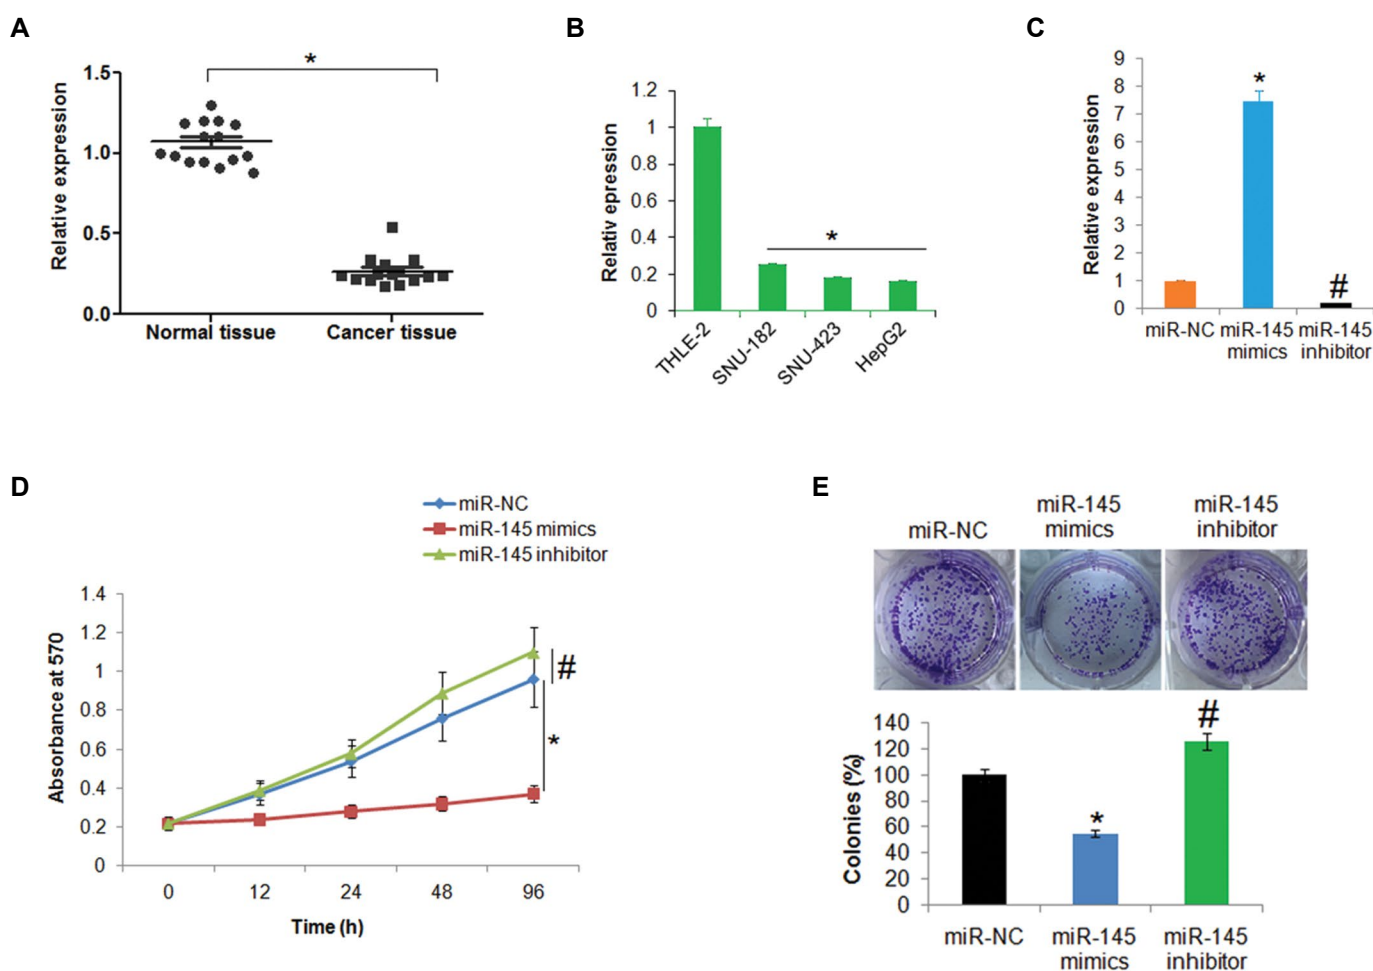 A
Relative expression
1.5
1.0
0.5
0.0
*
Normal tissue
Cancer tissue
B
Relativ epression
1.2
1
0.8
0.6
0.4
0.2
0
*
THLE-2
SNU-182
SNU-423
HepG2
C
Relative expression
9
8
7
6
5
4
3
2
1
0
*
#
miR-NC
miR-145
mimics
miR-145
inhibitor
D
miR-NC
miR-145 mimics
miR-145 inhibitor
Absorbance at 570
1.4
1.2
1
0.8
0.6
0.4
0.2
0
#
*
0
12
24
48
96
Time (h)
E
miR-NC
miR-145
mimics
miR-145
inhibitor
Colonies (%)
140
120
100
80
60
40
20
0
*
#
miR-NC
miR-145
mimics
miR-145
inhibitor